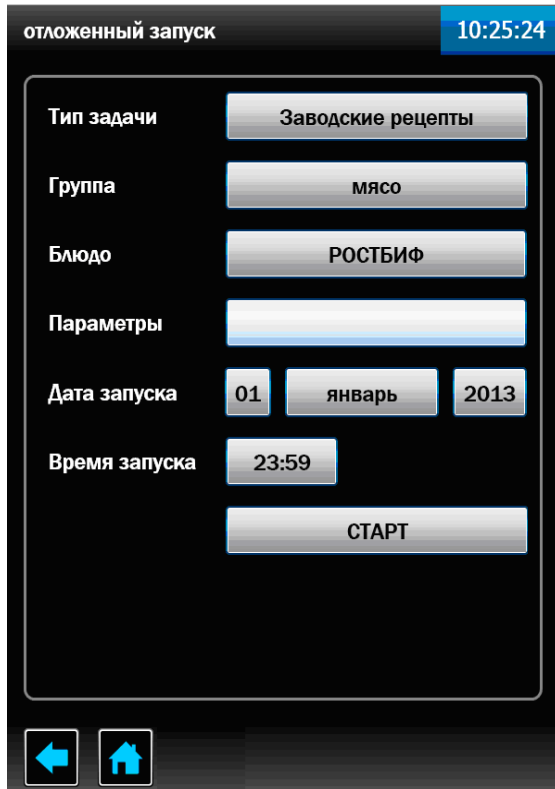 отложенный запуск 10:25:24
Тип задачи Заводские рецепты
Группа мясо
Блюдо РОСТБИФ
Параметры
Дата запуска 01 январь 2013
Время запуска 23:59
СТАРТ